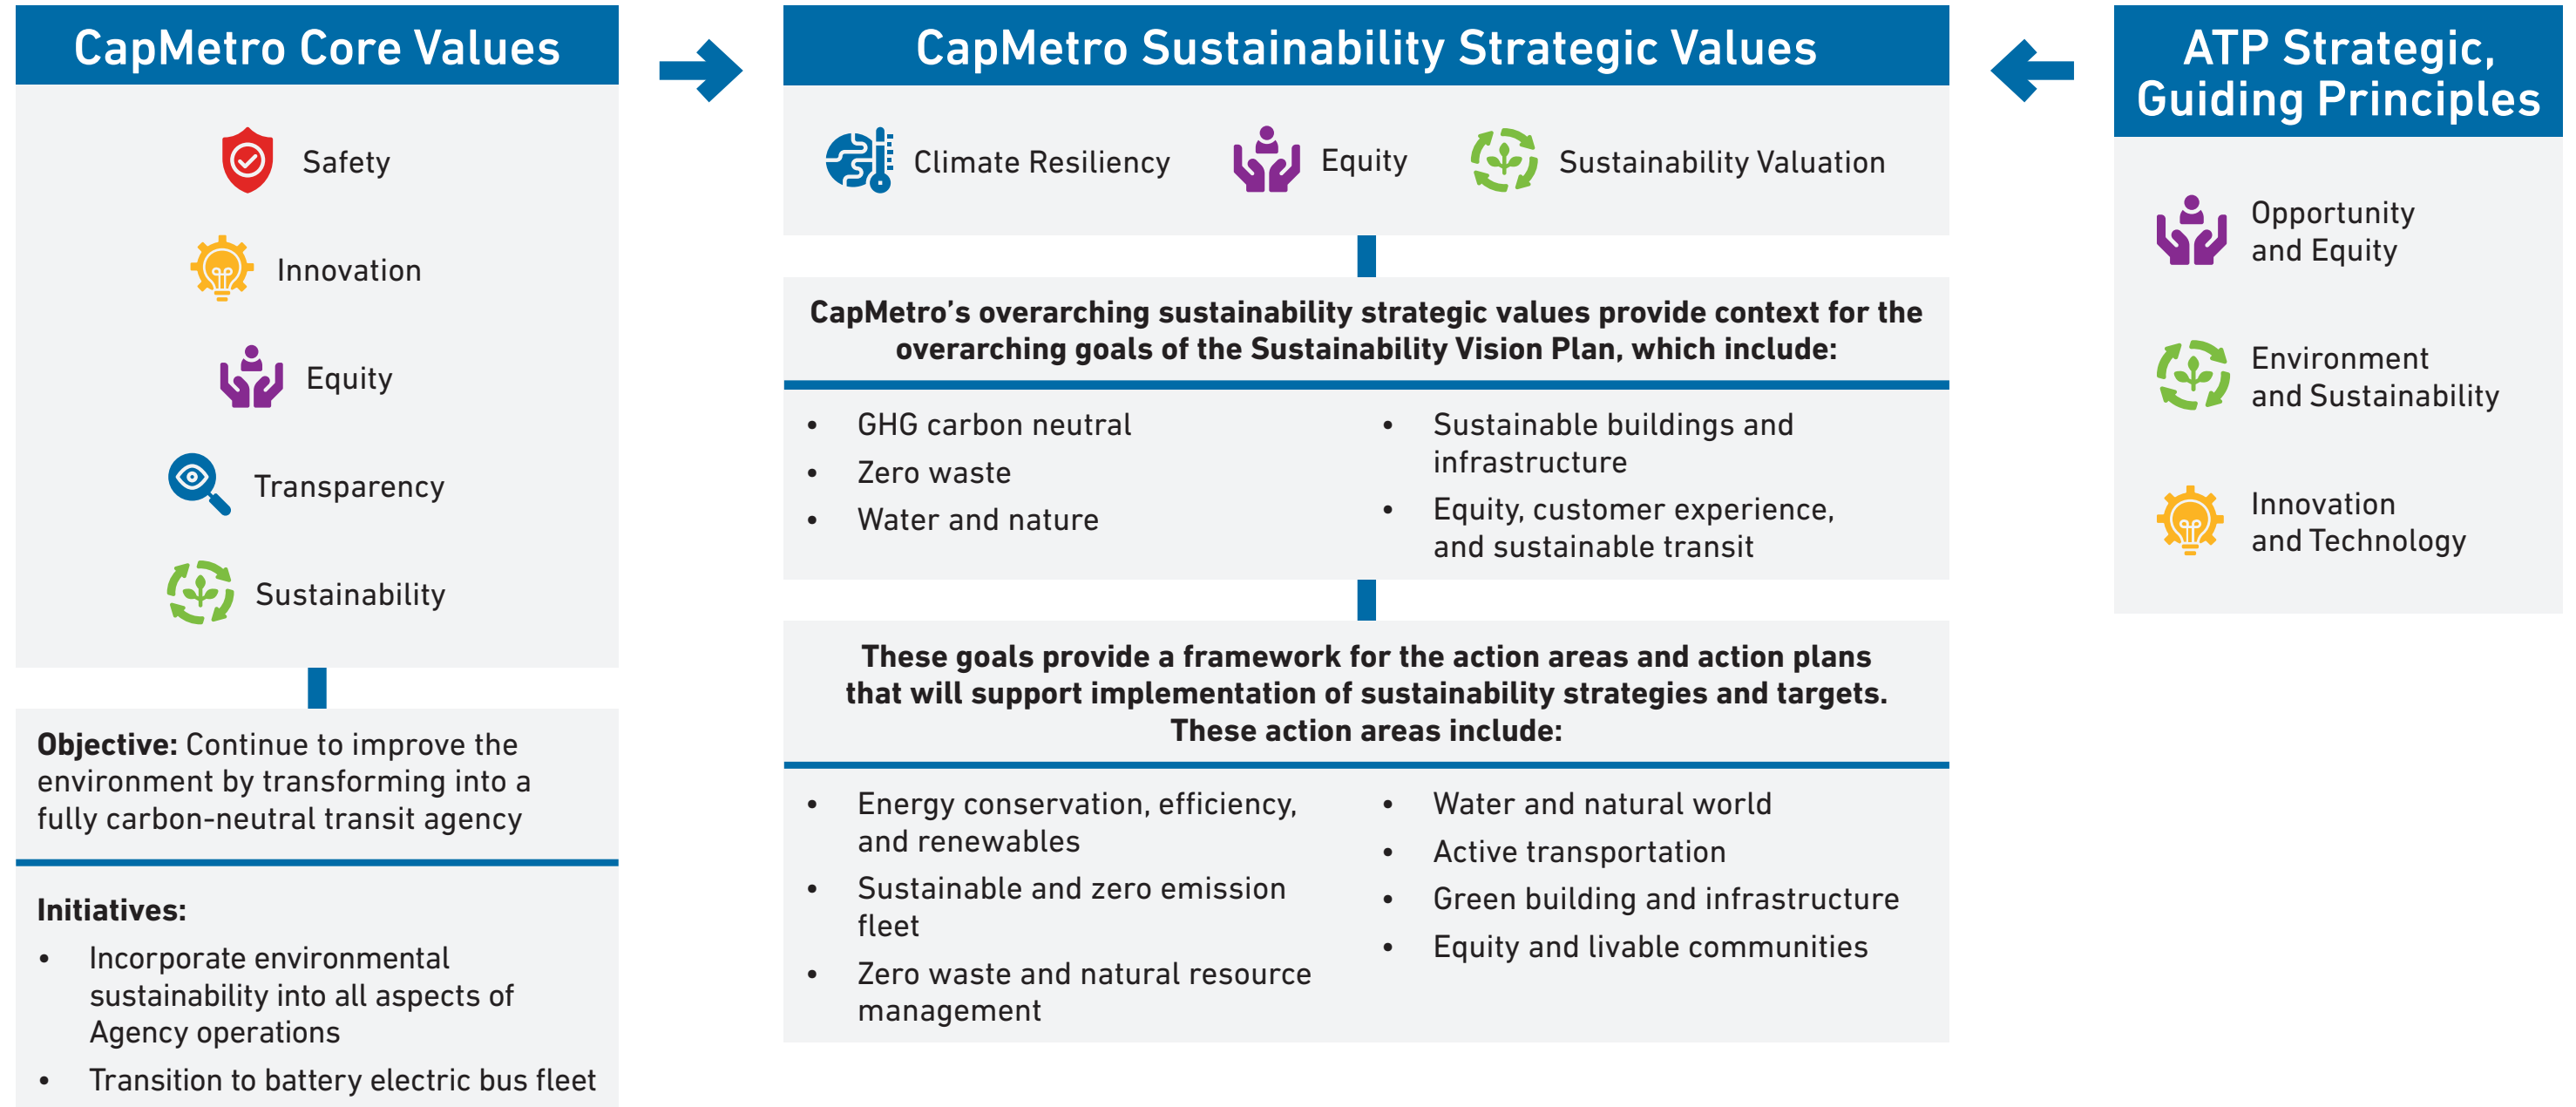 CapMetro Core Values
Safety
Innovation
Equity
Transparency
Sustainability
Objective: Continue to improve the
environment by transforming into a
fully carbon-neutral transit agency
Initiatives:
• Incorporate environmental
sustainability into all aspects of
Agency operations
• Transition to battery electric bus fleet
CapMetro Sustainability Strategic Values
Climate Resiliency
Equity
Sustainability Valuation
CapMetro’s overarching sustainability strategic values provide context for the
overarching goals of the Sustainability Vision Plan, which include:
• GHG carbon neutral
• Zero waste
• Water and nature
• Sustainable buildings and
infrastructure
• Equity, customer experience,
and sustainable transit
These goals provide a framework for the action areas and action plans
that will support implementation of sustainability strategies and targets.
These action areas include:
• Energy conservation, efficiency,
and renewables
• Sustainable and zero emission
fleet
• Zero waste and natural resource
management
• Water and natural world
• Active transportation
• Green building and infrastructure
• Equity and livable communities
ATP Strategic,
Guiding Principles
Opportunity
and Equity
Environment
and Sustainability
Innovation
and Technology